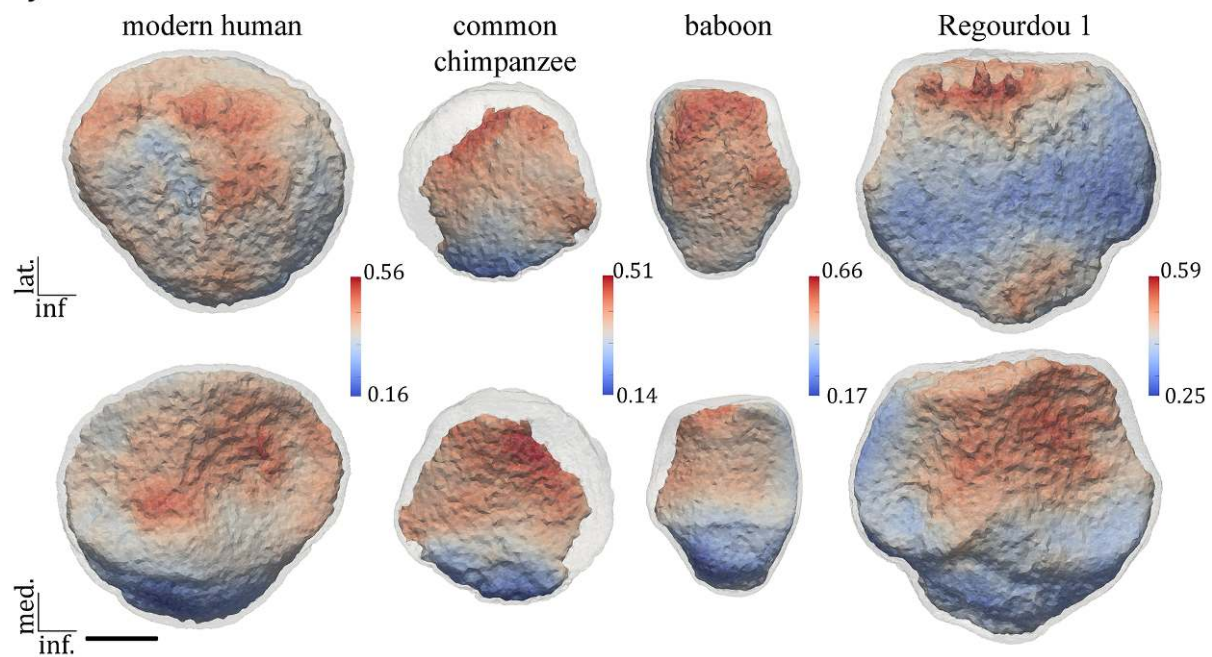 modern human
common
chimpanzee
baboon
Regourdou 1
lat.
inf
0.56
0.16
0.51
0.14
0.66
0.17
0.59
0.25
med.
inf.